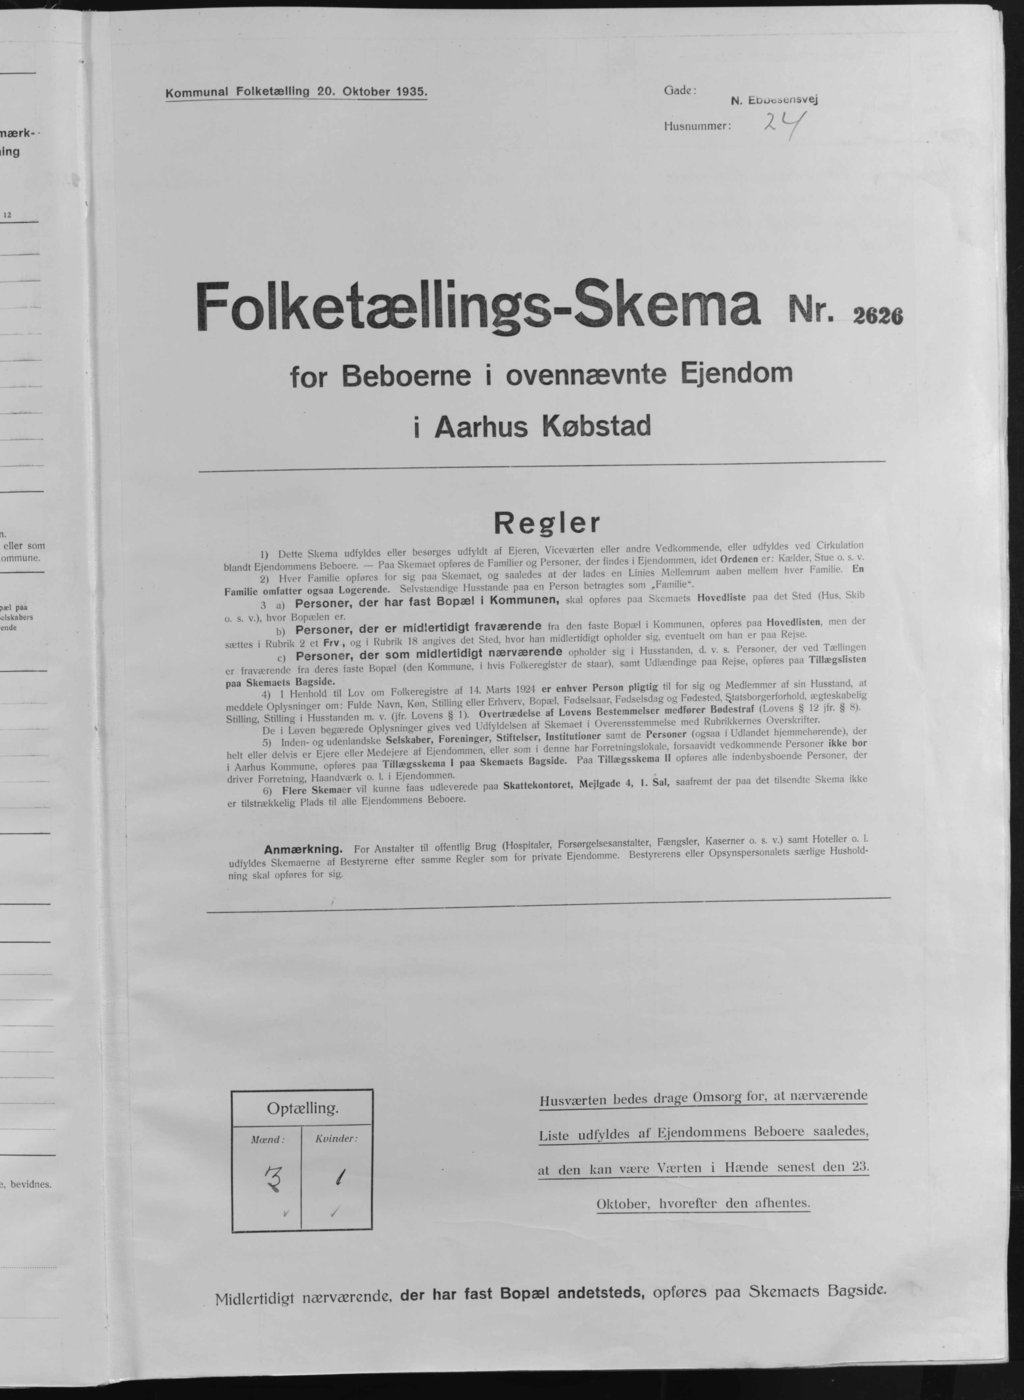 mærk-
ing
12
n.
eller som
ommune.
pæl paa
elskabers
ende
e, bevidnes.
Kommunal Folketælling 20. Oktober 1935.
Gade:
N. Ebbesensvej
Husnummer: 24
Folketællings-Skema Nr. 2626
for Beboerne i ovennævnte Ejendom
i Aarhus Købstad
Regler
1) Dette Skema udfyldes eller besørges udfyldt af Ejeren, Viceværten eller andre Vedkommende, eller udfyldes ved Cirkulation
blandt Ejendommens Beboere. — Paa Skemaet opføres de Familier og Personer, der findes i Ejendommen, idet Ordenen er: Kælder, Stue o. s. v.
2) Hver Familie opføres for sig paa Skemaet, og saaledes at der lades en Linies Mellemrum aaben mellem hver Familie. En
Familie omfatter ogsaa Logerende. Selvstændige Husstande paa en Person betragtes som „Familie“.
3 a) Personer, der har fast Bopæl i Kommunen, skal opføres paa Skemaets Hovedliste paa det Sted (Hus, Skib
o. s. v.), hvor Bopælen er.
b) Personer, der er midlertidigt fraværende fra den faste Bopæl i Kommunen, opføres paa Hovedlisten, men der
sættes i Rubrik 2 et Frv, og i Rubrik 18 angives det Sted, hvor han midlertidigt opholder sig, eventuelt om han er paa Rejse.
c) Personer, der som midlertidigt nærværende opholder sig i Husstanden, d. v. s. Personer, der ved Tællingen
er fraværende fra deres faste Bopæl (den Kommune, i hvis Folkeregister de staar), samt Udlændinge paa Rejse, opføres paa Tillægslisten
paa Skemaets Bagside.
4) I Henhold til Lov om Folkeregistre af 14. Marts 1924 er enhver Person pligtig til for sig og Medlemmer af sin Husstand, at
meddele Oplysninger om: Fulde Navn, Køn, Stilling eller Erhverv, Bopæl, Fødselsaar, Fødselsdag og Fødested, Statsborgerforhold, ægteskabelig
Stilling, Stilling i Husstanden m. v. (jfr. Lovens § 1). Overtrædelse af Lovens Bestemmelser medfører Bødestraf (Lovens § 12 jfr. § 8).
De i Loven begærede Oplysninger gives ved Udfyldelsen af Skemaet i Overensstemmelse med Rubrikkernes Overskrifter.
5) Inden- og udenlandske Selskaber, Foreninger, Stiftelser, Institutioner samt de Personer (ogsaa i Udlandet hjemmehørende), der
helt eller delvis er Ejere eller Medejere af Ejendommen, eller som i denne har Forretningslokale, forsaavidt vedkommende Personer ikke bor
i Aarhus Kommune, opføres paa Tillægsskema I paa Skemaets Bagside. Paa Tillægsskema II opføres alle indenbysboende Personer, der
driver Forretning, Haandværk o. l. i Ejendommen.
6) Flere Skemaer vil kunne faas udleverede paa Skattekontoret, Mejlgade 4, 1. Sal, saafremt der paa det tilsendte Skema ikke
er tilstrækkelig Plads til alle Ejendommens Beboere.
Anmærkning. For Anstalter til offentlig Brug (Hospitaler, Forsørgelsesanstalter, Fængsler, Kaserner o. s. v.) samt Hoteller o. l.
udfyldes Skemaerne af Bestyrerne efter samme Regler som for private Ejendomme. Bestyrerens eller Opsynspersonalets særlige Hushold-
ning skal opføres for sig.
Optælling.
Mænd: Kvinder:
3 1
Husværten bedes drage Omsorg for, at nærværende
Liste udfyldes af Ejendommens Beboere saaledes,
at den kan være Værten i Hænde senest den 23.
Oktober, hvorefter den afhentes.
Midlertidigt nærværende, der har fast Bopæl andetsteds, opføres paa Skemaets Bagside.